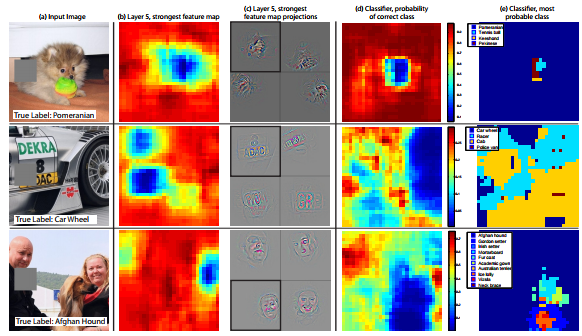 (a) Input Image
(b) Layer 5, strongest feature map
(c) Layer 5, strongest
feature map projections
(d) Classifier, probability
of correct class
(e) Classifier, most
probable class
True Label: Pomeranian
Pomeranian
Tennis ball
Keeshond
Pekinese
DEKRA
8
DAC
True Label: Car Wheel
Car wheel
Racer
Cab
Police van
True Label: Afghan Hound
Afghan hound
Gordon setter
Irish setter
Mortarboard
Fur coat
Academic gown
Australian terrier
Ice lolly
Vizsla
Neck brace